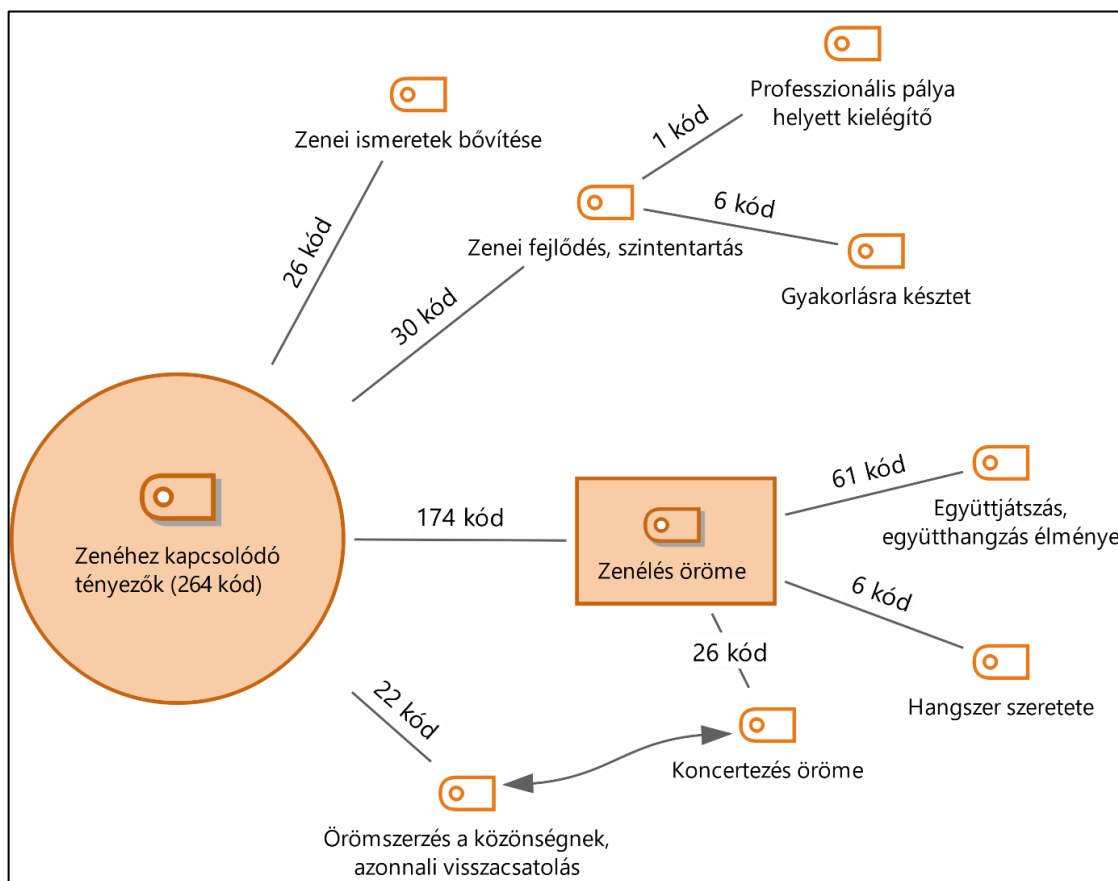 Professzionális pálya
helyett kielégítő
1 kód
Zenei ismeretek bővítése
6 kód
Zenei fejlődés, szintentartás
26 kód
Gyakorlásra késztet
30 kód
61 kód
Együttjátszás,
együtthangzás élménye
174 kód
Zenéhez kapcsolódó
tényezők (264 kód)
Zenélés öröme
6 kód
26 kód
Hangszer szeretete
22 kód
Koncertezés öröme
Örömszerzés a közönségnek,
azonnali visszacsatolás